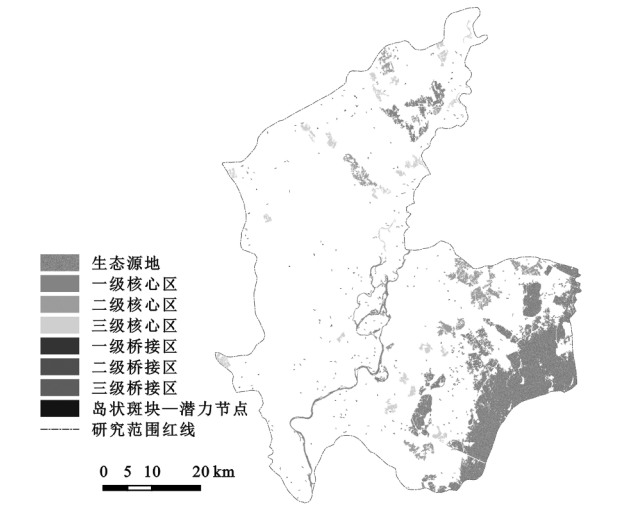 生态源地
一级核心区
二级核心区
三级核心区
一级桥接区
二级桥接区
三级桥接区
岛状斑块—潜力节点
研究范围红线
0 5 10 20 km